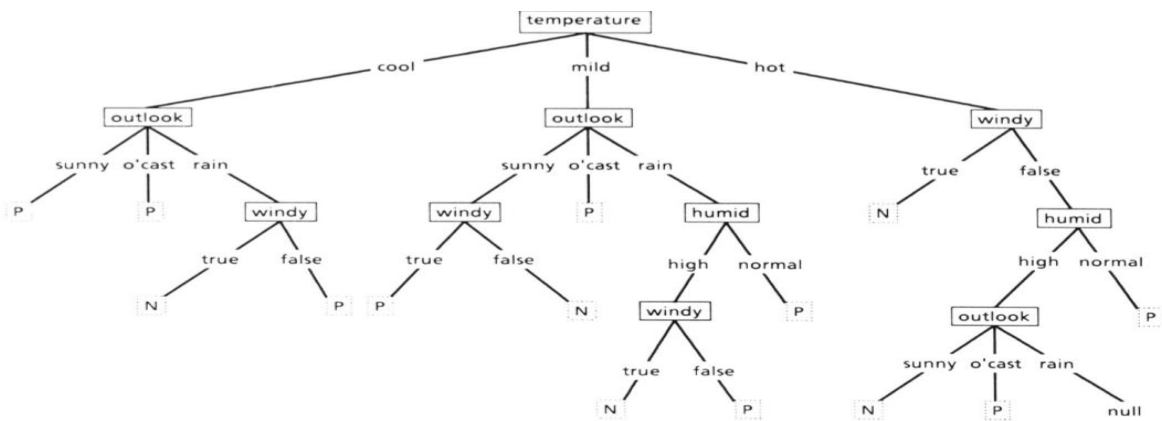 temperature
cool mild hot
outlook outlook windy
sunny o'cast rain sunny o'cast rain true false
P P windy windy P humid N humid
true false true false high normal high normal
N P P N windy P outlook P
true false sunny o'cast rain
N P N P null